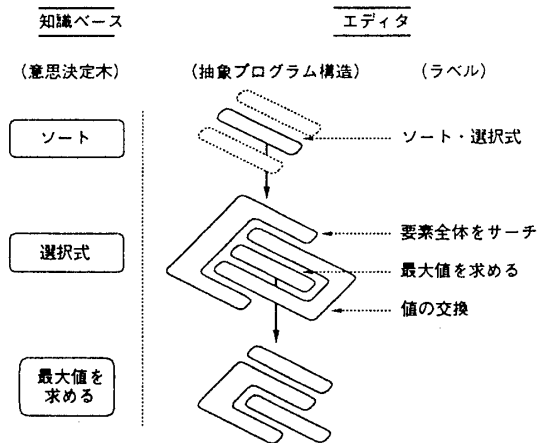 知識ベース
エディタ
(意思決定木)
(抽象プログラム構造)
(ラベル)
ソート
ソート・選択式
選択式
要素全体をサーチ
最大値を求める
値の交換
最大値を
求める